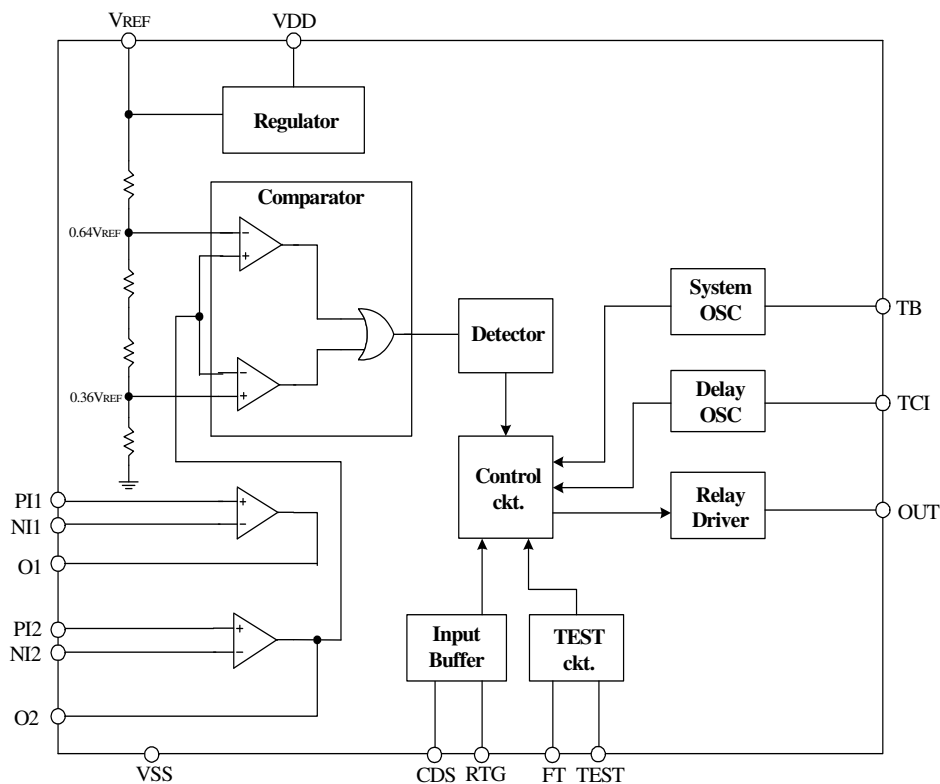 VREF
VDD
Regulator
Comparator
0.64VREF
−
+
System
OSC
TB
Detector
−
+
0.36VREF
Delay
OSC
TCI
Control
ckt.
PI1
+
NI1
−
Relay
Driver
OUT
O1
PI2
+
NI2
−
Input
Buffer
TEST
ckt.
O2
VSS
CDS
RTG
FT
TEST